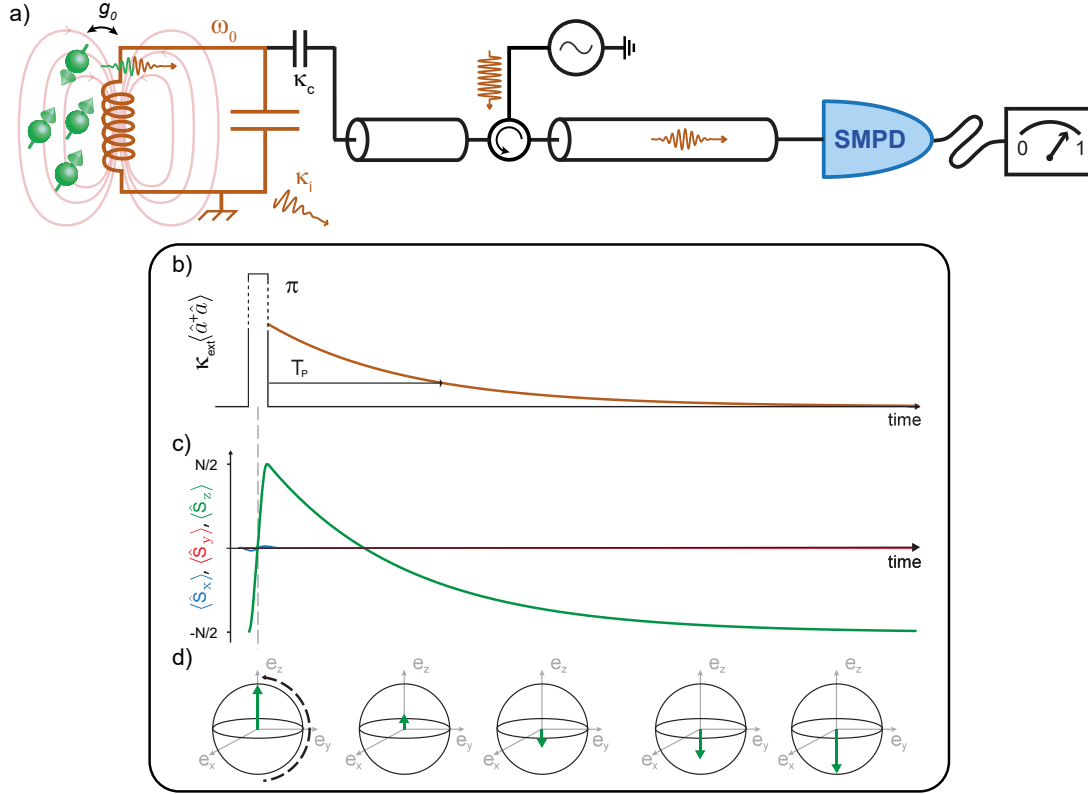 a)
g₀
ω₀
κc
κi
SMPD
0 1
b)
π
κext⟨â⁺â⟩
TP
time
c)
N/2
⟨Ŝx⟩, ⟨Ŝy⟩, ⟨Ŝz⟩
time
-N/2
d)
ez ez ez ez ez
ey ey ey ey ey
ex ex ex ex ex